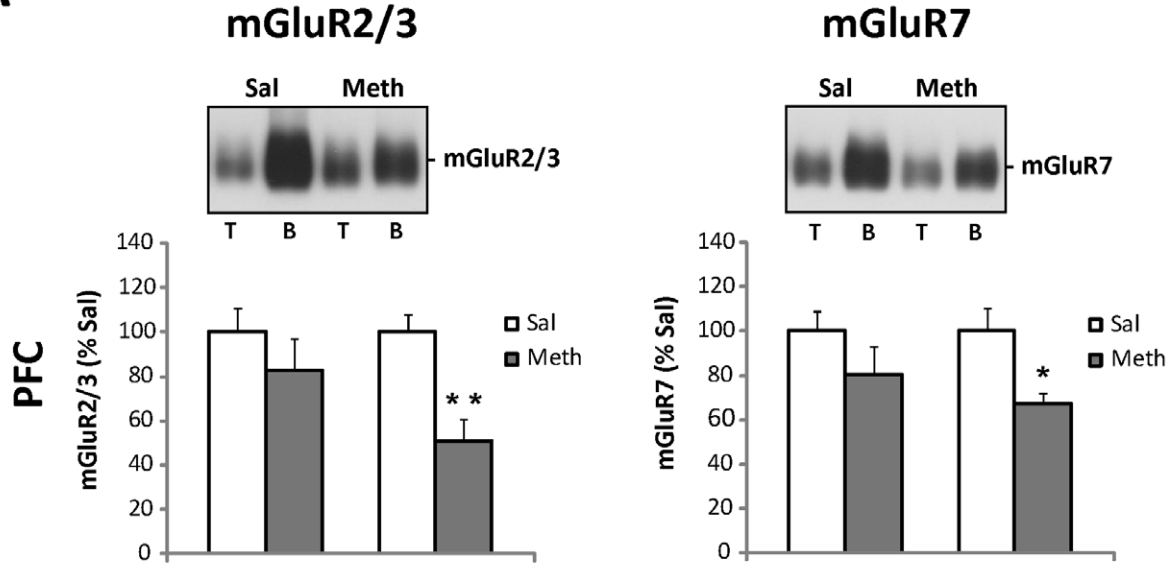 mGluR2/3
Sal Meth
mGluR2/3
T B T B
140
120
100
80
60
40
20
0
mGluR2/3 (% Sal)
* *
Sal
Meth
PFC
mGluR7
Sal Meth
mGluR7
T B T B
140
120
100
80
60
40
20
0
mGluR7 (% Sal)
*
Sal
Meth